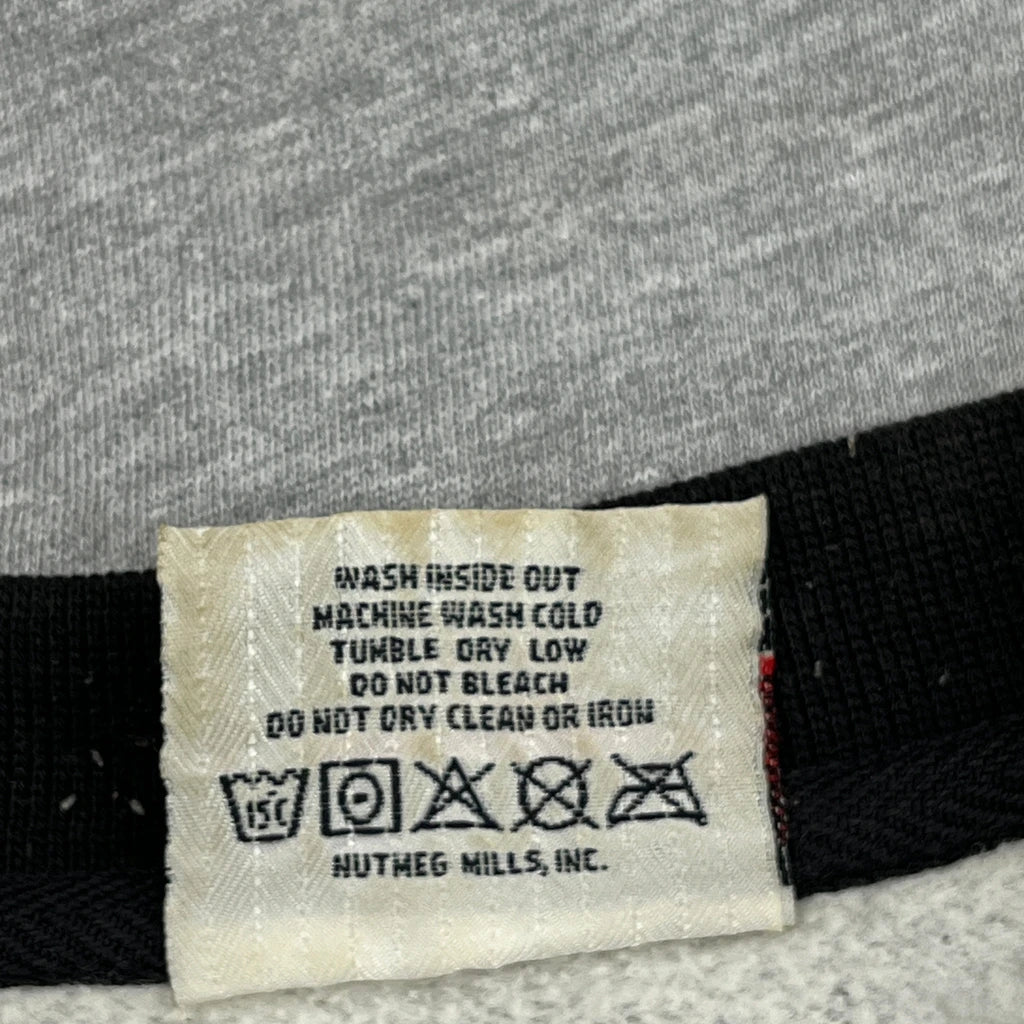 WASH INSIDE OUT
MACHINE WASH COLD
TUMBLE DRY LOW
DO NOT BLEACH
DO NOT DRY CLEAN OR IRON
15C
NUTMEG MILLS, INC.